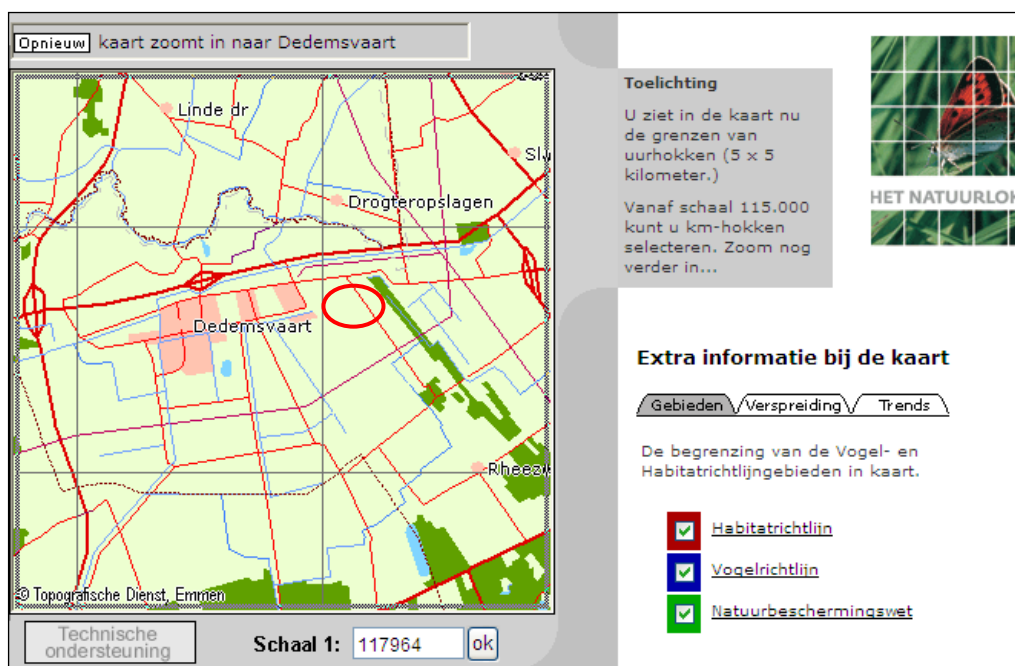 Opnieuw kaart zoomt in naar Dedemsvaart
Linde dr
Drogteropslagen
Dedemsvaart
© Topografische Dienst, Emmen
Technische
ondersteuning
Schaal 1: 117964 ok
Toelichting
U ziet in de kaart nu
de grenzen van
uurhokken (5 x 5
kilometer.)
Vanaf schaal 115.000
kunt u km-hokken
selecteren. Zoom nog
verder in...
HET NATUURLOK
Extra informatie bij de kaart
Gebieden Verspreiding Trends
De begrenzing van de Vogel- en
Habitatrichtlijngebieden in kaart.
Habitatrichtlijn
Vogelrichtlijn
Natuurbeschermingswet